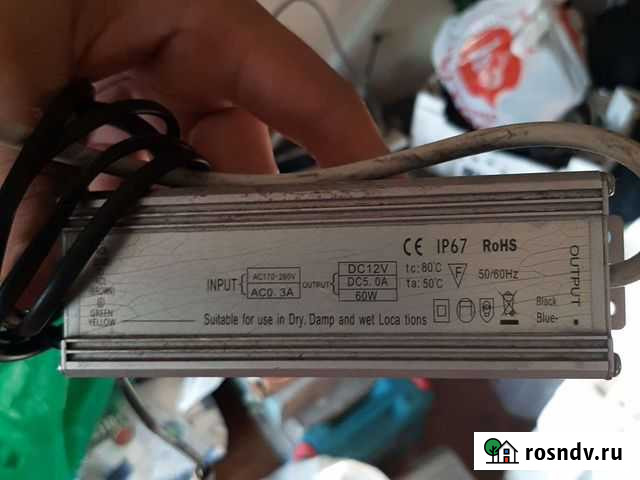 CE IP67 RoHS
INPUT AC170-260V AC0.3A OUTPUT: DC12V DC5.0A 60W
tc:80℃ ta:50℃ F 50/60Hz
Suitable for use in Dry. Damp and wet Loca tions
(BROWN)
GREEN
YELLOW
OUTPUT
Black
Blue-
rosndv.ru